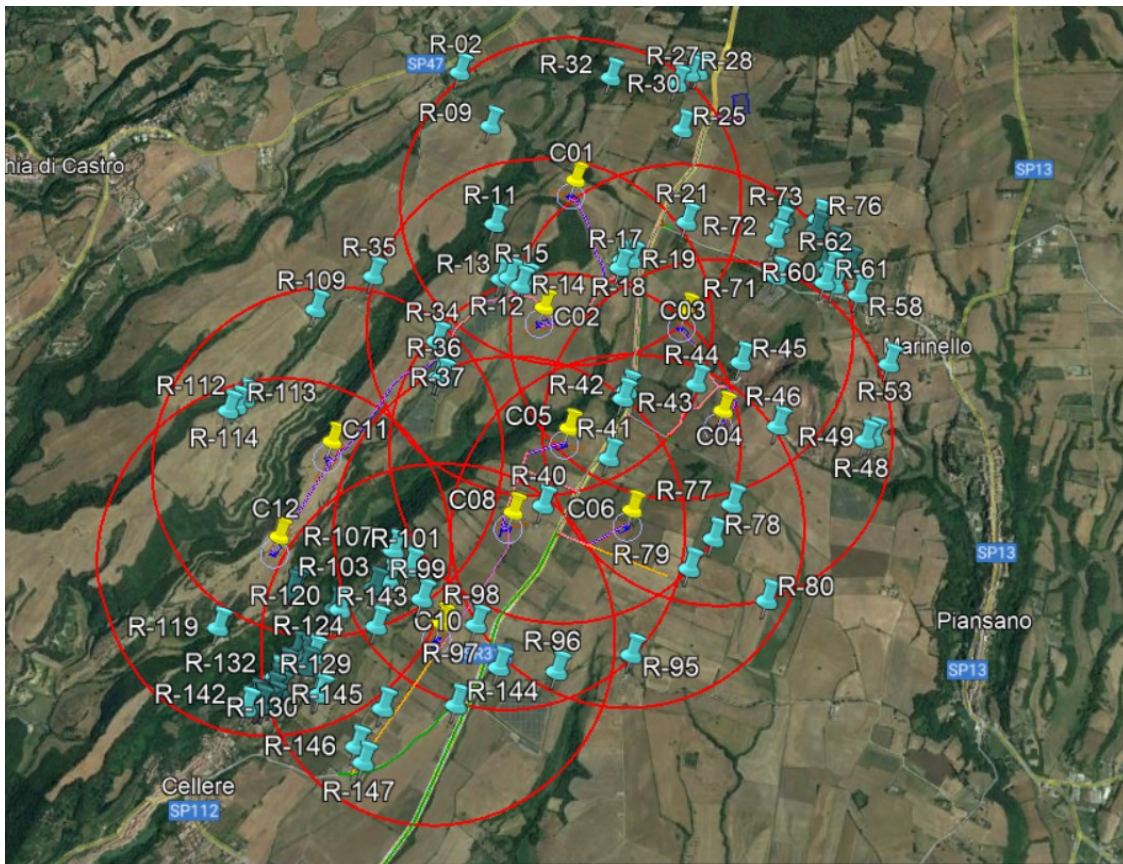 R-02
SP47
R-32
R-27
R-28
R-30
R-09
R-25
hia di Castro
C01
SP13
R-11
R-21
R-72
R-73
R-76
R-35
R-15
R-17
R-62
R-13
R-19
R-60
R-61
R-109
R-12
R-14
R-18
R-71
R-58
R-34
C02
C03
Marinello
R-36
R-44
R-45
R-37
R-42
R-53
R-112
R-113
R-43
R-46
R-114
C11
C05
R-41
C04
R-49
R-48
R-40
R-77
C12
C08
C06
R-107
R-101
R-78
SP13
R-103
R-99
R-79
R-120
R-143
R-98
R-80
R-119
R-124
C10
Piansano
R-132
R-129
R-97
R-96
R-95
SP13
R-142
R-145
R-144
R-130
R-146
Cellere
R-147
SP112